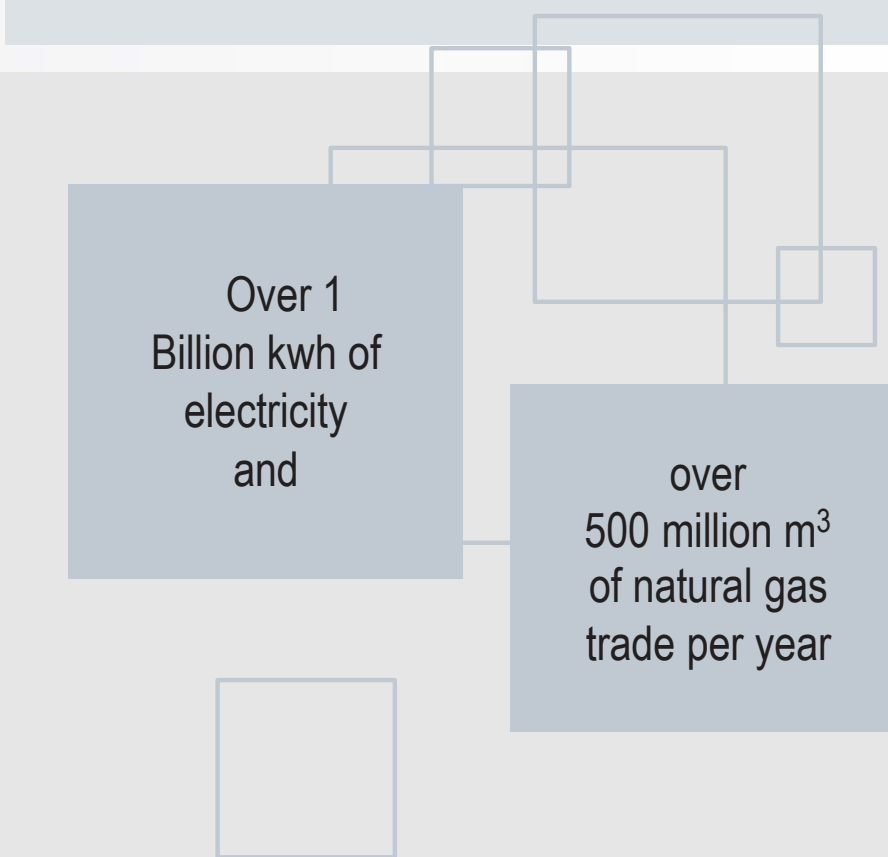 Over 1
Billion kwh of
electricity
and
over
500 million m³
of natural gas
trade per year